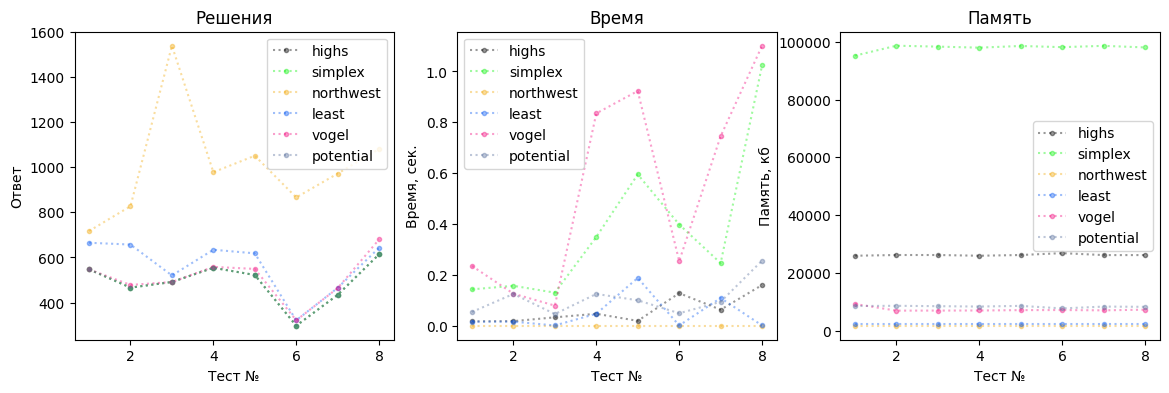 Решения
1600
1400
1200
1000
800
600
400
Ответ
2
4
6
8
Тест №
highs
simplex
northwest
least
vogel
potential
Время
1.0
0.8
0.6
0.4
0.2
0.0
Время, сек.
2
4
6
8
Тест №
highs
simplex
northwest
least
vogel
potential
Память
100000
80000
60000
40000
20000
0
Память, кб
2
4
6
8
Тест №
highs
simplex
northwest
least
vogel
potential